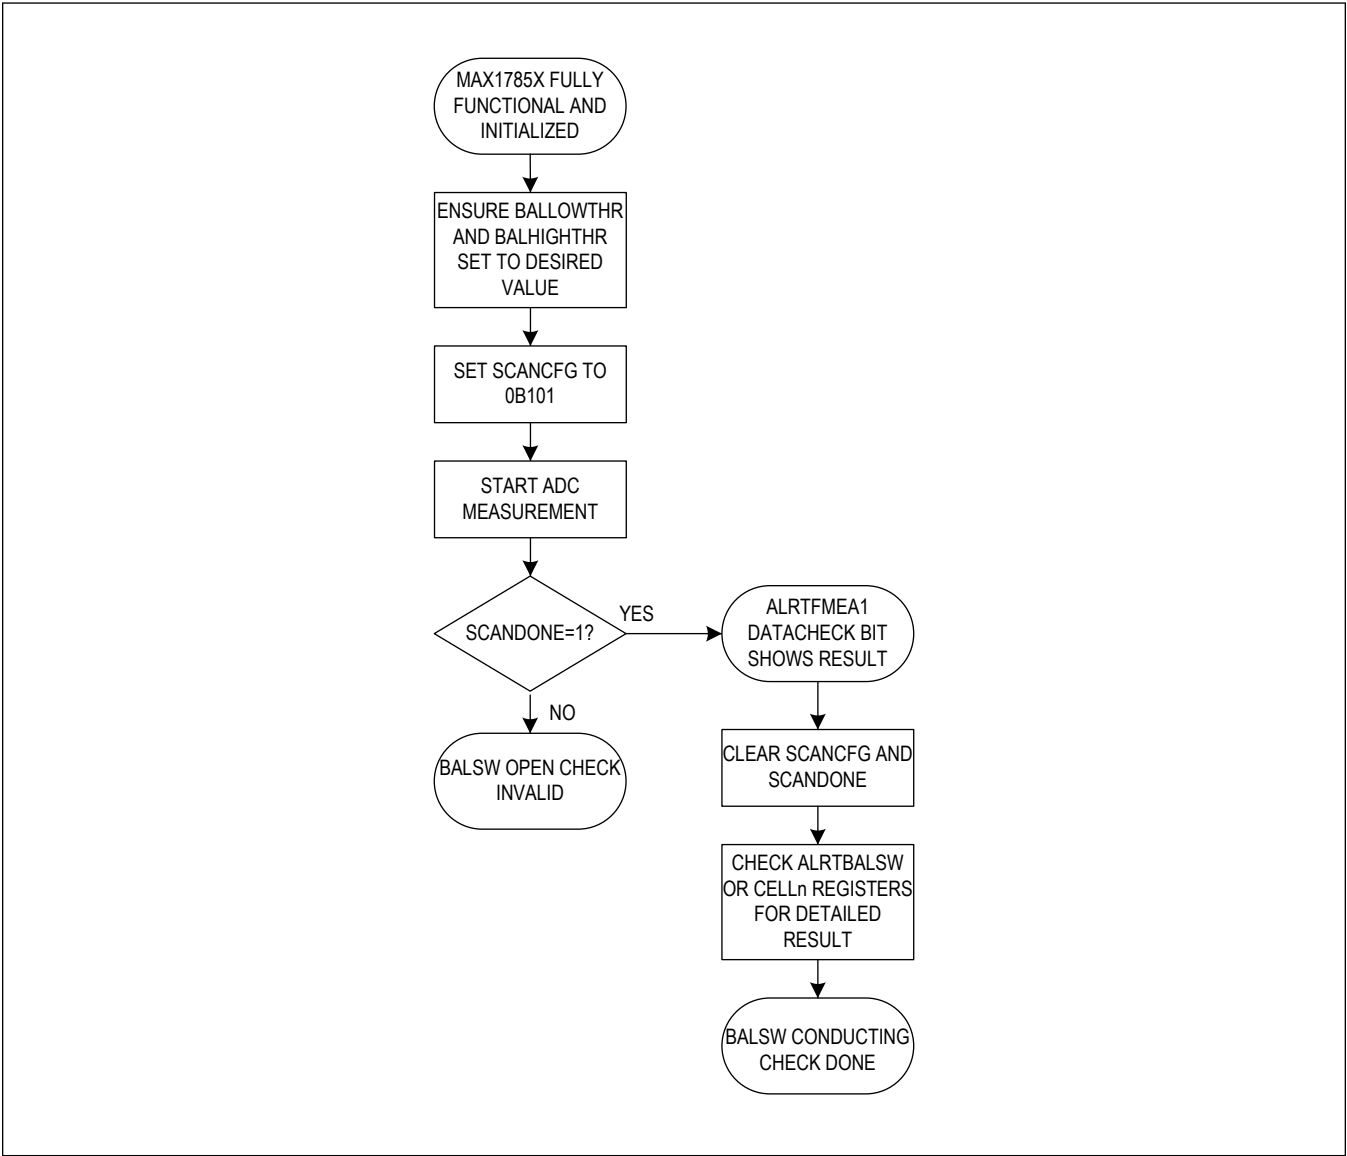 MAX1785X FULLY
FUNCTIONAL AND
INITIALIZED
ENSURE BALLOWTHR
AND BALHIGHTHR
SET TO DESIRED
VALUE
SET SCANCFG TO
0B101
START ADC
MEASUREMENT
SCANDONE=1?
YES
ALRTFMEA1
DATACHECK BIT
SHOWS RESULT
NO
BALSW OPEN CHECK
INVALID
CLEAR SCANCFG AND
SCANDONE
CHECK ALRTBALSW
OR CELLn REGISTERS
FOR DETAILED
RESULT
BALSW CONDUCTING
CHECK DONE